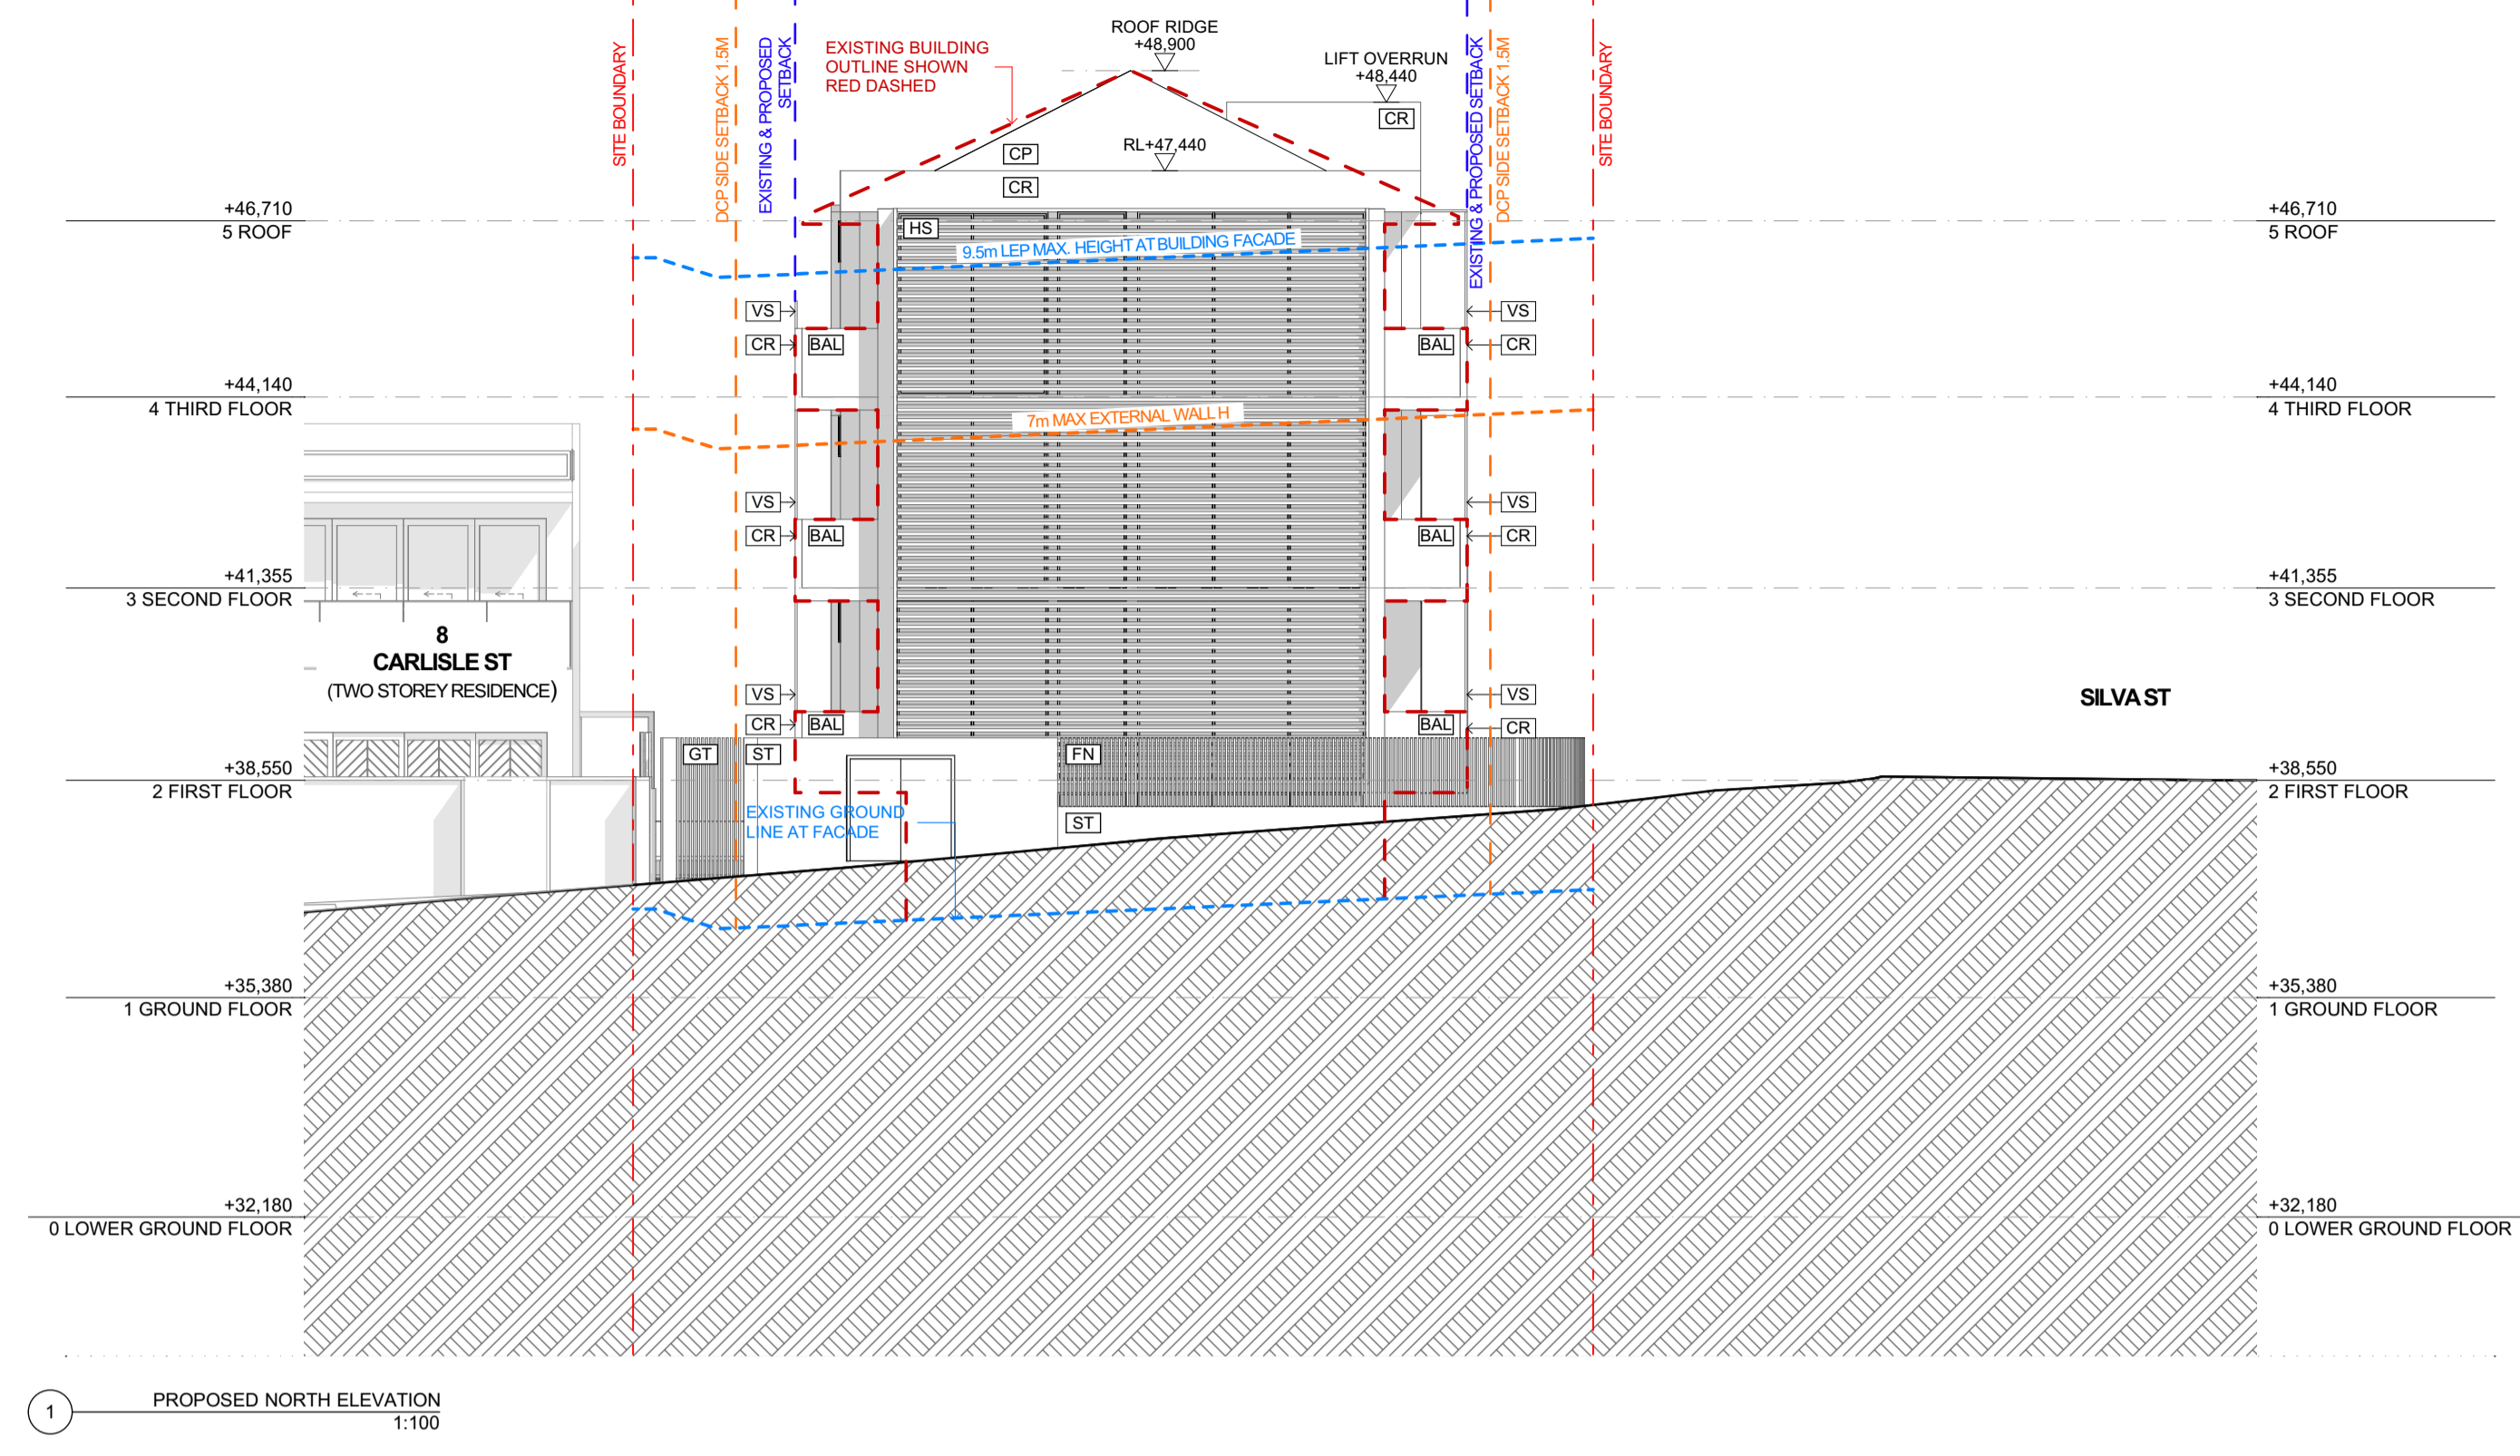 ROOF RIDGE
+48,900
LIFT OVERRUN
+48,440
CR
EXISTING BUILDING
OUTLINE SHOWN
RED DASHED
SITE BOUNDARY
DCP SIDE SETBACK 1.5M
EXISTING & PROPOSED
SETBACK
EXISTING & PROPOSED SETBACK
DCP SIDE SETBACK 1.5M
SITE BOUNDARY
CP
RL+47,440
CR
+46,710
5 ROOF
HS
9.5m LEP MAX. HEIGHT AT BUILDING FACADE
+46,710
5 ROOF
VS
VS
CR
BAL
BAL
CR
+44,140
4 THIRD FLOOR
7m MAX EXTERNAL WALL H
+44,140
4 THIRD FLOOR
VS
VS
CR
BAL
BAL
CR
+41,355
3 SECOND FLOOR
+41,355
3 SECOND FLOOR
8
CARLISLE ST
(TWO STOREY RESIDENCE)
SILVA ST
VS
VS
CR
BAL
BAL
CR
GT
ST
FN
+38,550
2 FIRST FLOOR
+38,550
2 FIRST FLOOR
EXISTING GROUND
LINE AT FACADE
ST
+35,380
1 GROUND FLOOR
+35,380
1 GROUND FLOOR
+32,180
0 LOWER GROUND FLOOR
+32,180
0 LOWER GROUND FLOOR
1
PROPOSED NORTH ELEVATION
1:100